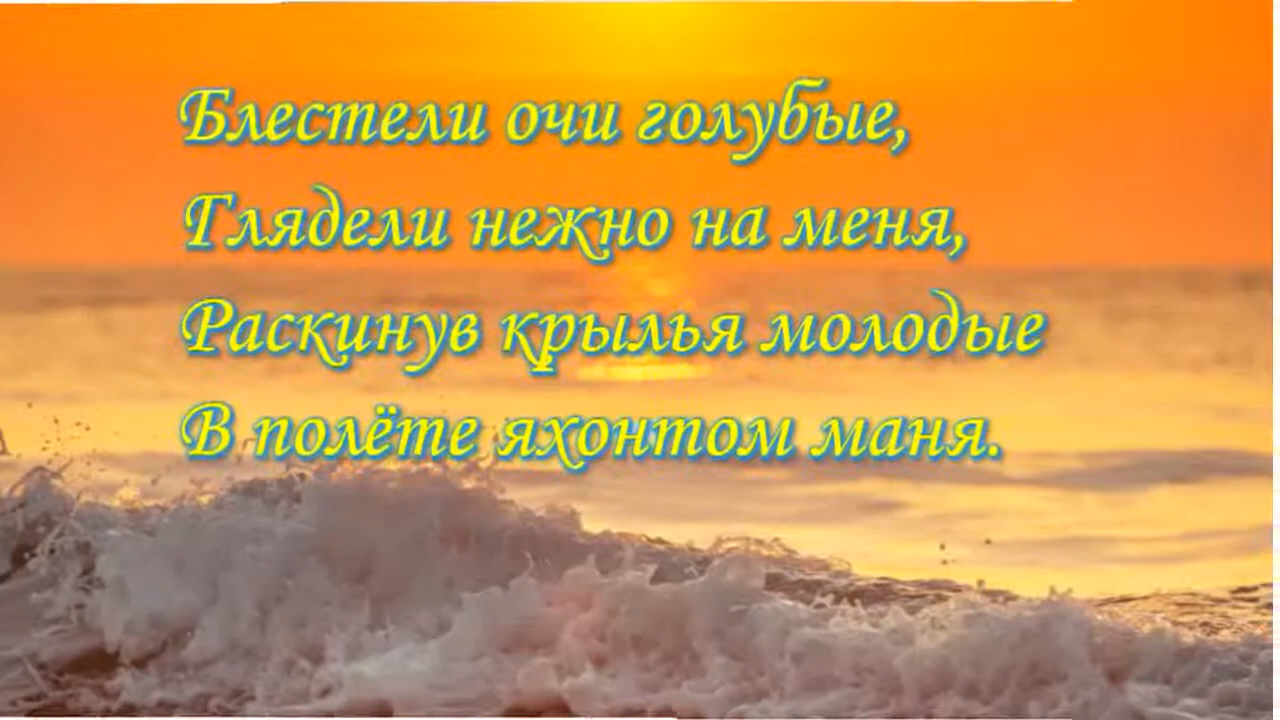 Блестели очи голубые,
Глядели нежно на меня,
Раскинув крылья молодые
В полёте яхонтом маня.